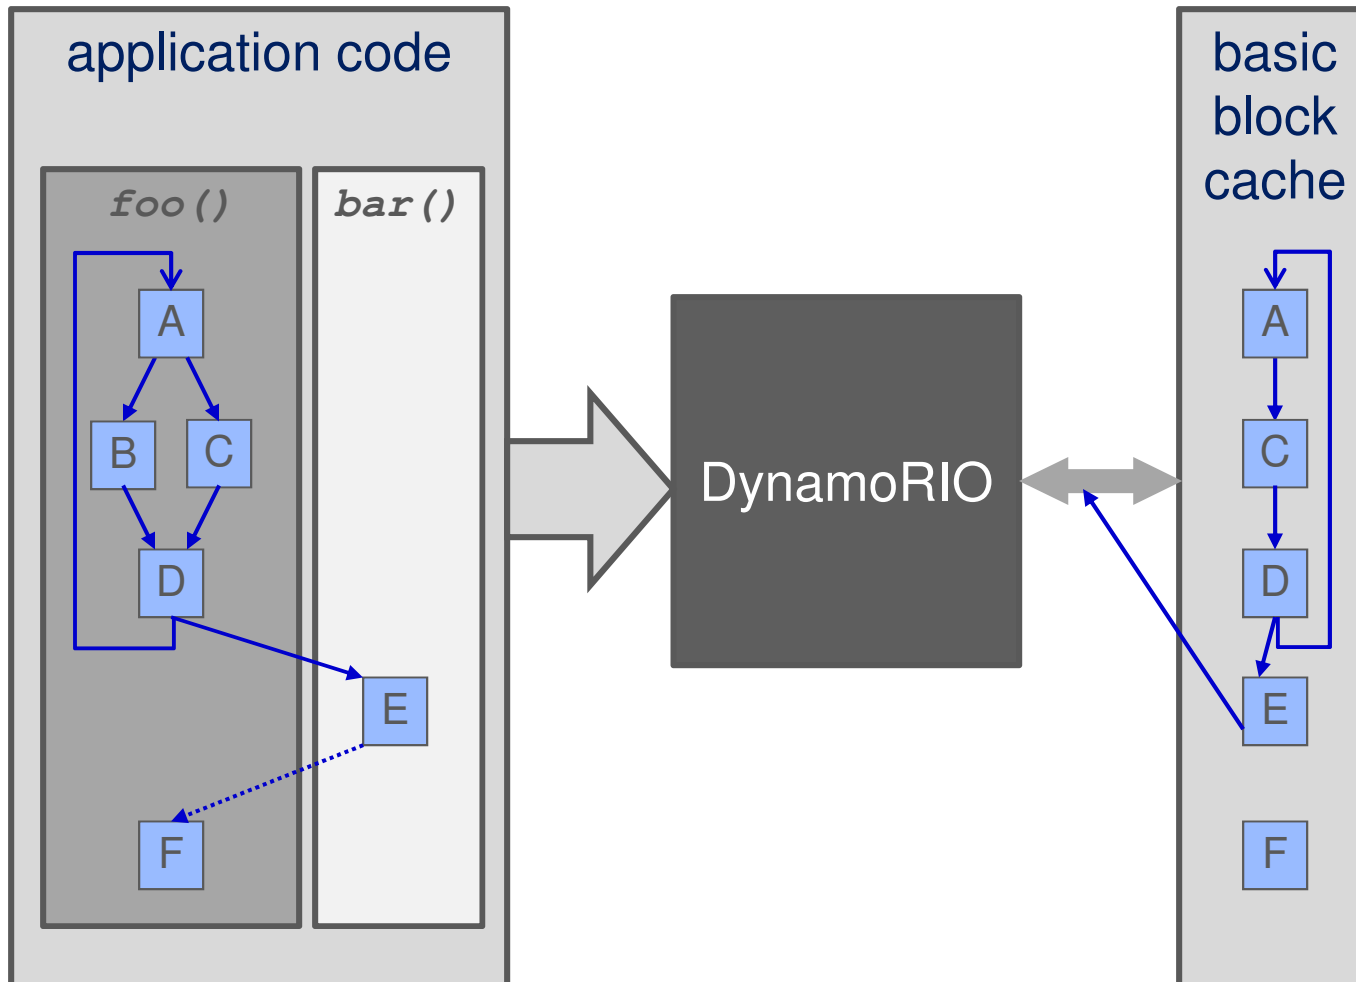 application code
foo()
bar()
A
B
C
D
E
F
DynamoRIO
basic
block
cache
A
C
D
E
F